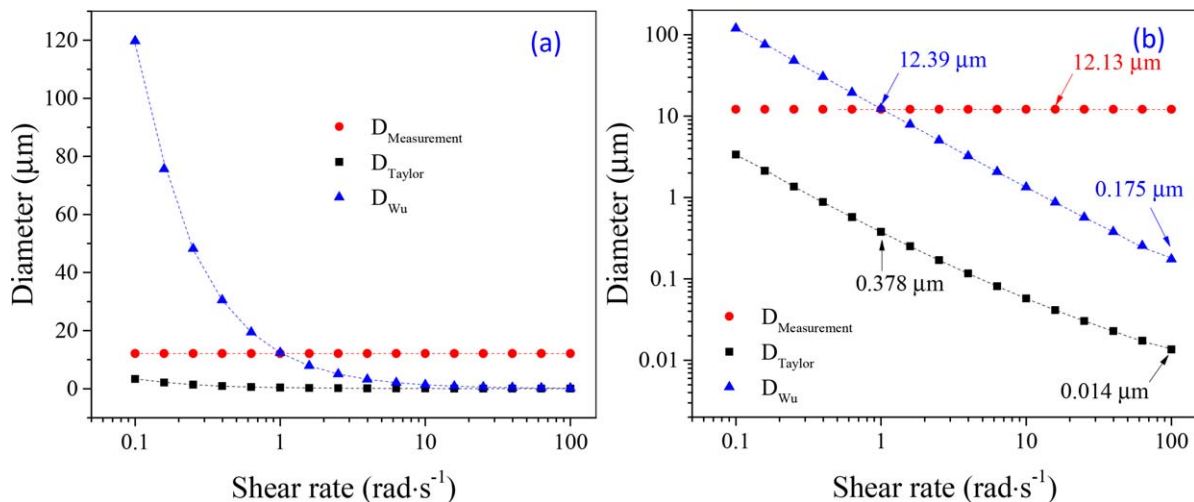 (a)
120
100
80
60
40
20
0
Diameter (μm)
D_Measurement
D_Taylor
D_Wu
0.1
1
10
100
Shear rate (rad·s⁻¹)
(b)
100
10
1
0.1
0.01
Diameter (μm)
12.39 μm
12.13 μm
0.175 μm
0.378 μm
0.014 μm
D_Measurement
D_Taylor
D_Wu
0.1
1
10
100
Shear rate (rad·s⁻¹)